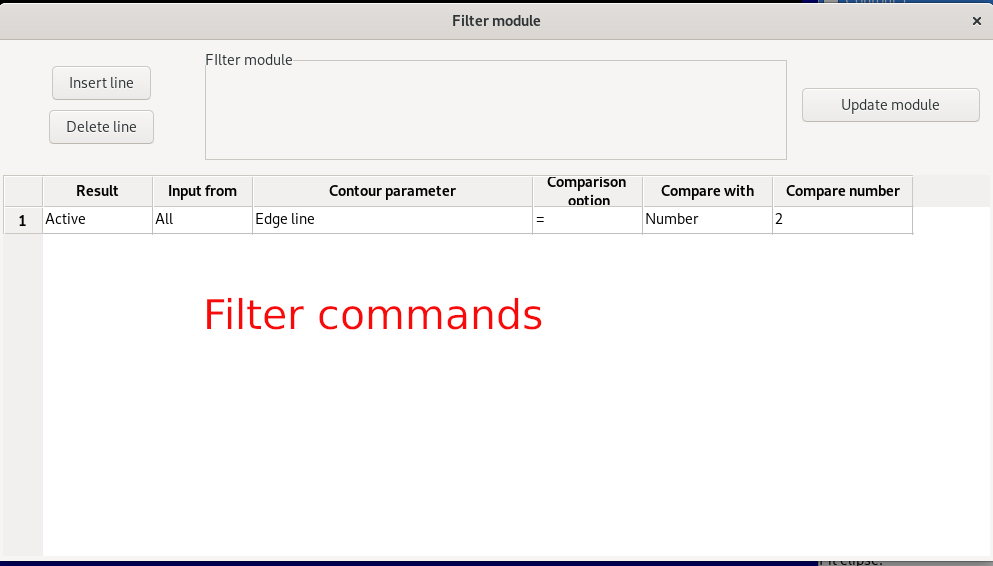 Filter module ×
Insert line
Delete line
FIlter module
Update module
Result Input from Contour parameter Comparison option Compare with Compare number
1 Active All Edge line = Number 2
Filter commands